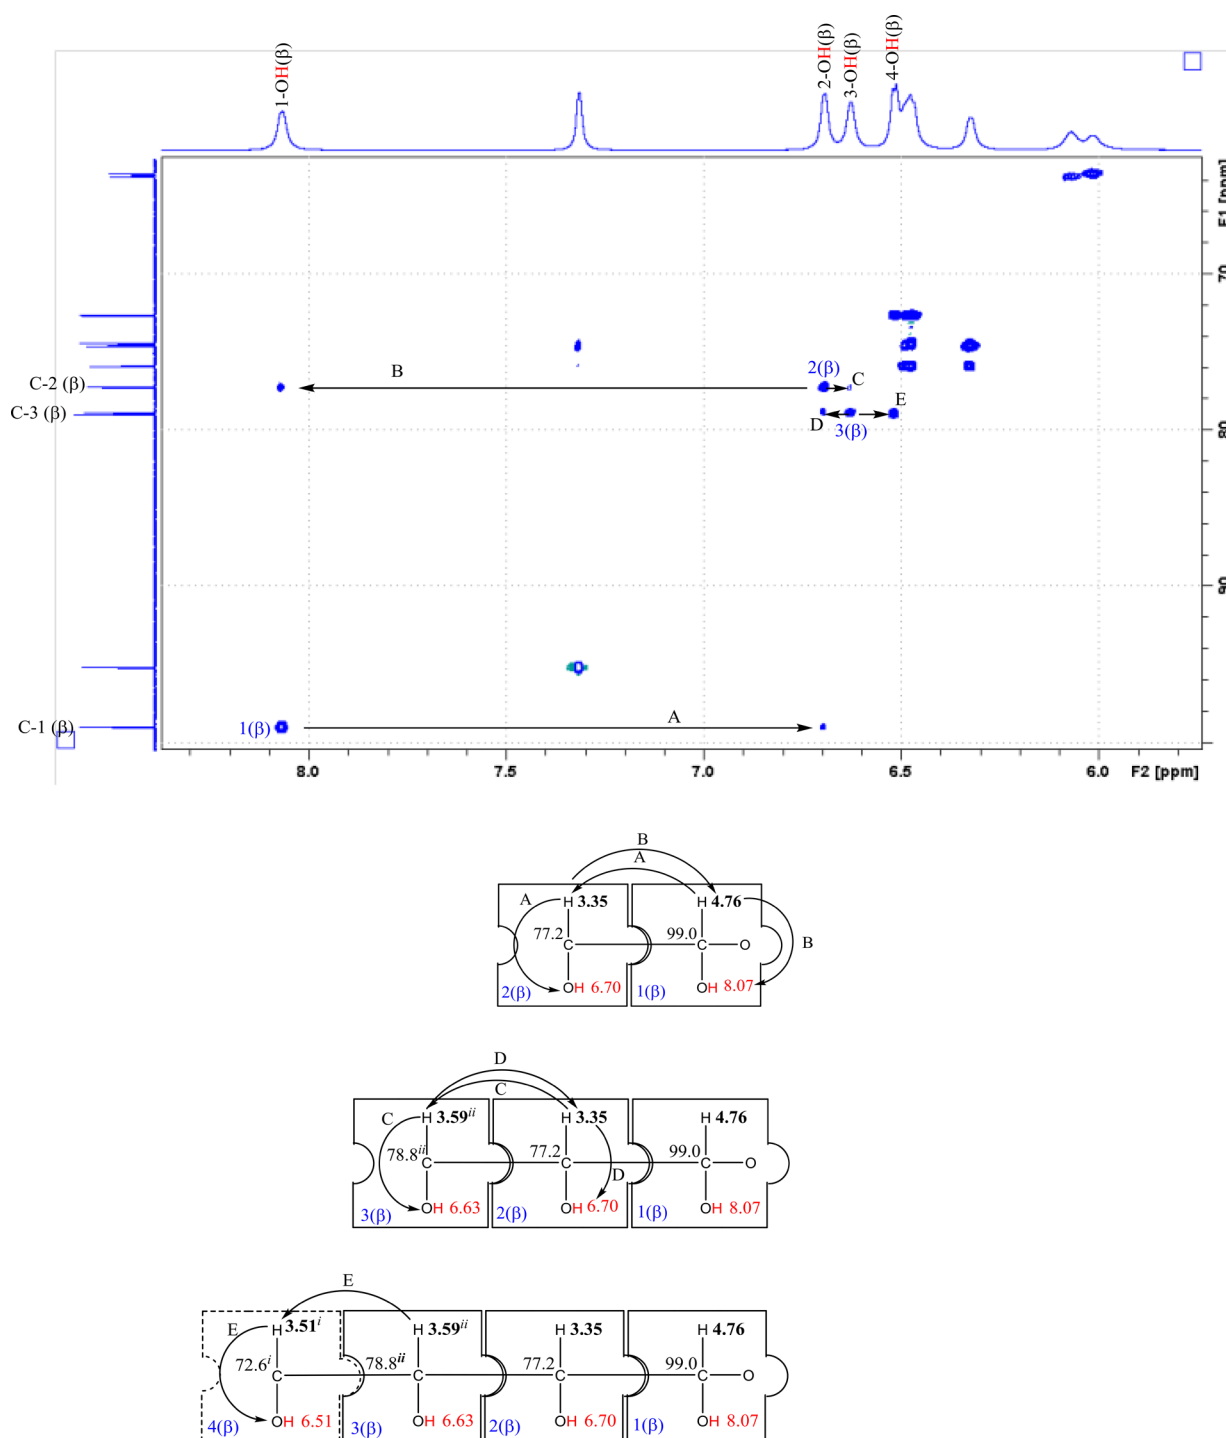 1-OH(β)
2-OH(β)
3-OH(β)
4-OH(β)
F1 [ppm]
70
80
90
C-2 (β)
C-3 (β)
C-1 (β)
B
2(β)
C
E
D
3(β)
1(β)
A
8.0 7.5 7.0 6.5 6.0 F2 [ppm]
B
A
A H 3.35 H 4.76
77.2 C 99.0 C O B
2(β) OH 6.70 1(β) OH 8.07
D
C
C H 3.59ii H 3.35 H 4.76
78.8ii C 77.2 C 99.0 C O
D
3(β) OH 6.63 2(β) OH 6.70 1(β) OH 8.07
E
E H 3.51i H 3.59ii H 3.35 H 4.76
72.6i C 78.8ii C 77.2 C 99.0 C O
4(β) OH 6.51 3(β) OH 6.63 2(β) OH 6.70 1(β) OH 8.07